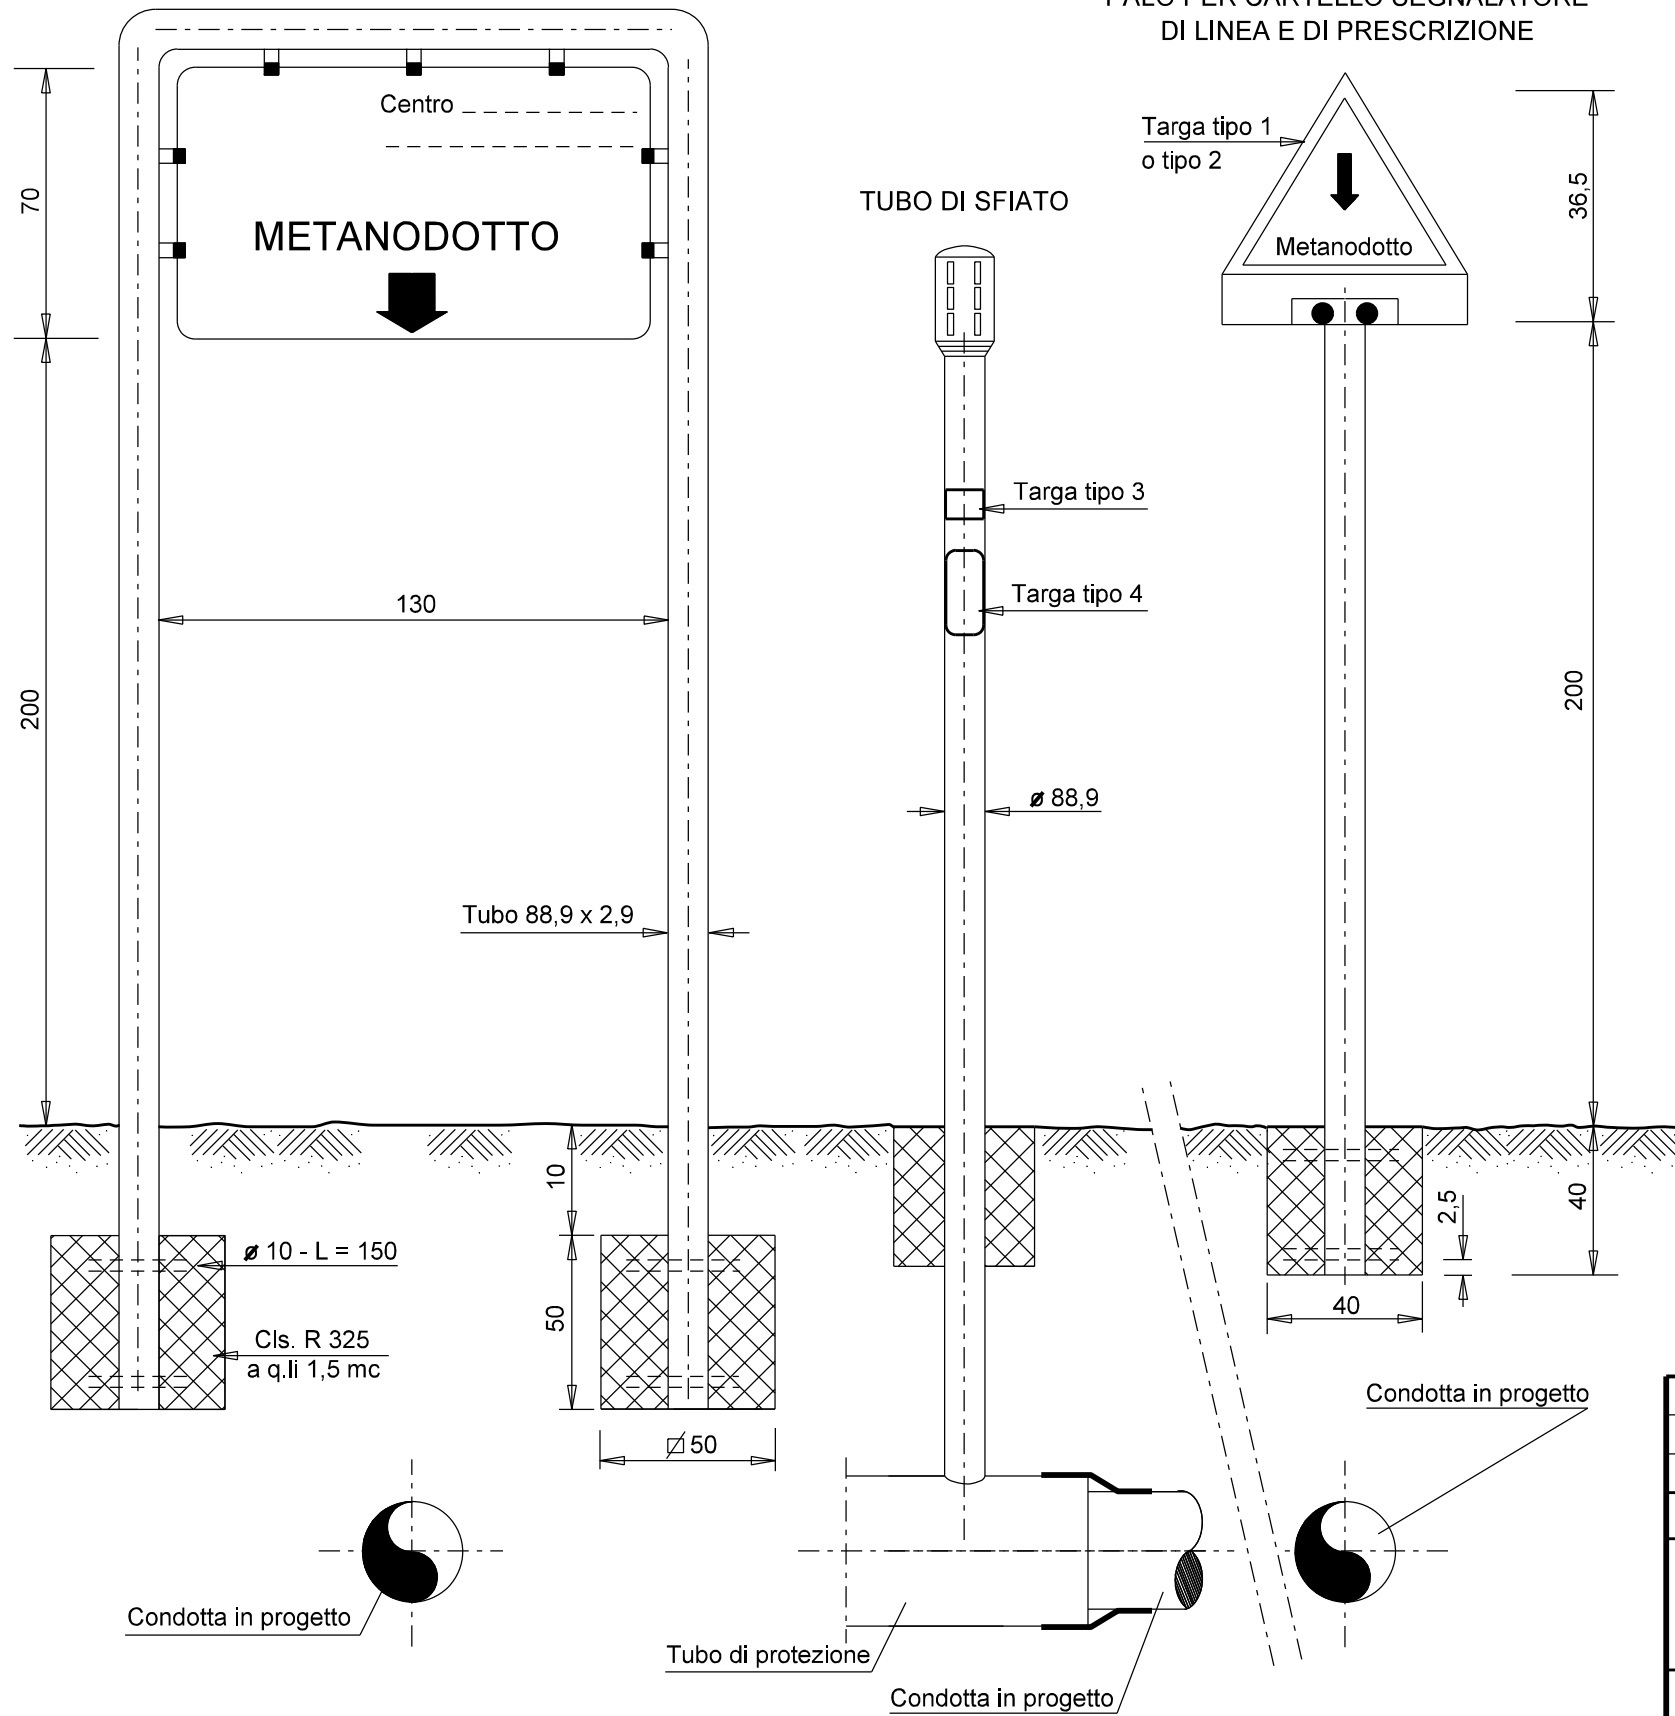 PALO PER CARTELLO SEGNALATORE
DI LINEA E DI PRESCRIZIONE
Centro
METANODOTTO
70
200
130
Tubo 88,9 x 2,9
TUBO DI SFIATO
Targa tipo 3
Targa tipo 4
ø 88,9
Targa tipo 1
o tipo 2
Metanodotto
36,5
200
40
2,5
40
10
50
ø 10 - L = 150
Cls. R 325
a q.li 1,5 mc
50
Condotta in progetto
Condotta in progetto
Tubo di protezione
Condotta in progetto